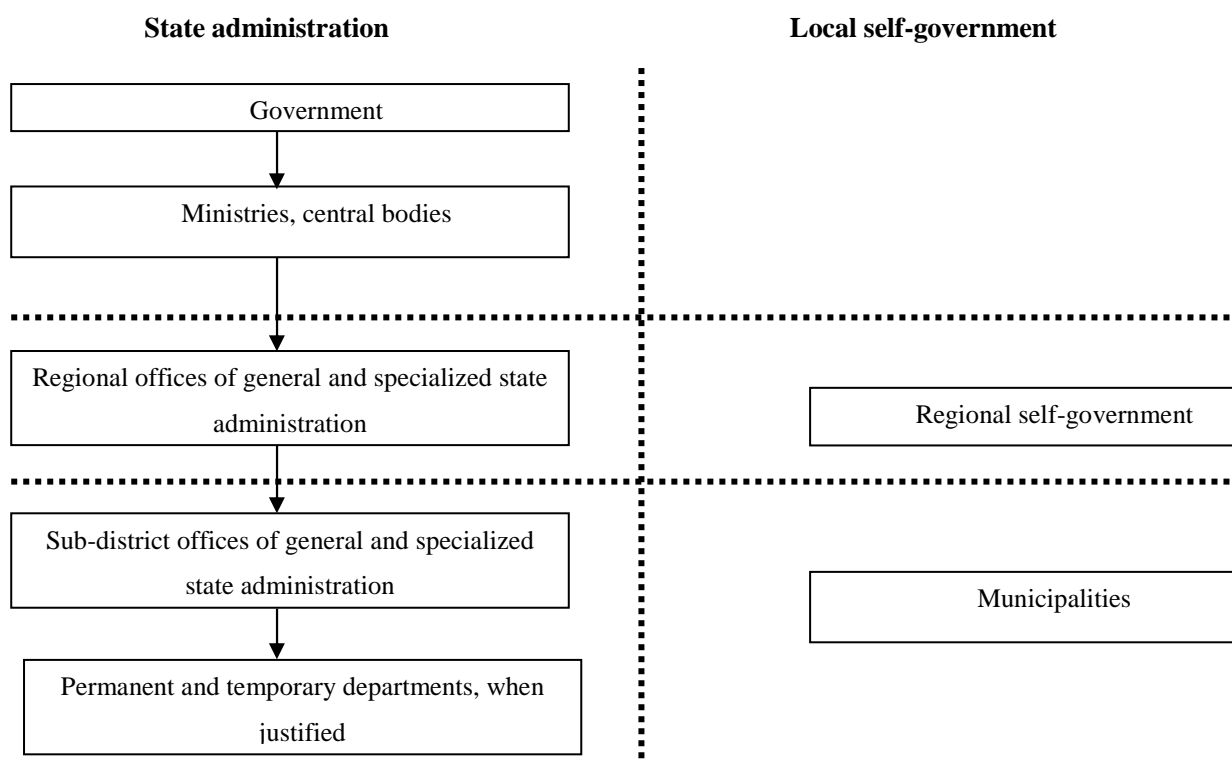 State administration
Local self-government
Government
Ministries, central bodies
Regional offices of general and specialized state
administration
Regional self-government
Sub-district offices of general and specialized
state administration
Municipalities
Permanent and temporary departments, when
justified